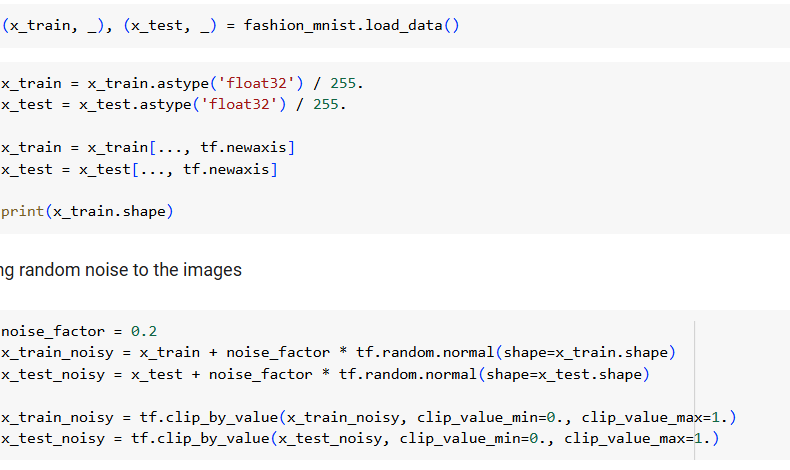 (x_train, _), (x_test, _) = fashion_mnist.load_data()
x_train = x_train.astype('float32') / 255.
x_test = x_test.astype('float32') / 255.
x_train = x_train[..., tf.newaxis]
x_test = x_test[..., tf.newaxis]
print(x_train.shape)
ng random noise to the images
noise_factor = 0.2
x_train_noisy = x_train + noise_factor * tf.random.normal(shape=x_train.shape)
x_test_noisy = x_test + noise_factor * tf.random.normal(shape=x_test.shape)
x_train_noisy = tf.clip_by_value(x_train_noisy, clip_value_min=0., clip_value_max=1.)
x_test_noisy = tf.clip_by_value(x_test_noisy, clip_value_min=0., clip_value_max=1.)